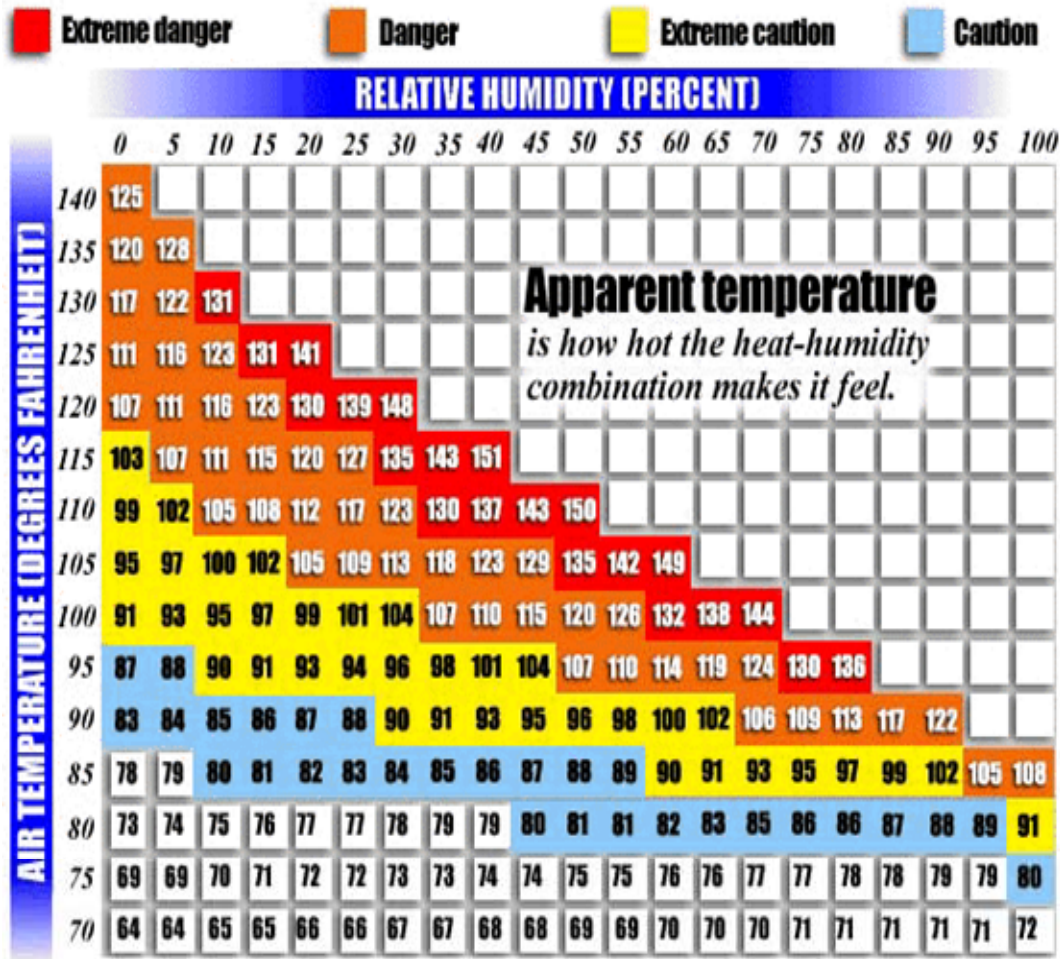 Extreme danger Danger Extreme caution Caution
RELATIVE HUMIDITY (PERCENT)
0 5 10 15 20 25 30 35 40 45 50 55 60 65 70 75 80 85 90 95 100
AIR TEMPERATURE (DEGREES FAHRENHEIT)
140 125
135 120 128
Apparent temperature
is how hot the heat-humidity
combination makes it feel.
130 117 122 131
125 111 116 123 131 141
120 107 111 116 123 130 139 148
115 103 107 111 115 120 127 135 143 151
110 99 102 105 108 112 117 123 130 137 143 150
105 95 97 100 102 105 109 113 118 123 129 135 142 149
100 91 93 95 97 99 101 104 107 110 115 120 126 132 138 144
95 87 88 90 91 93 94 96 98 101 104 107 110 114 119 124 130 136
90 83 84 85 86 87 88 90 91 93 95 96 98 100 102 106 109 113 117 122
85 78 79 80 81 82 83 84 85 86 87 88 89 90 91 93 95 97 99 102 105 108
80 73 74 75 76 77 77 78 79 79 80 81 81 82 83 85 86 86 87 88 89 91
75 69 69 70 71 72 72 73 73 74 74 75 75 76 76 77 77 78 78 79 79 80
70 64 64 65 65 66 66 67 67 68 68 69 69 70 70 70 71 71 71 71 71 72